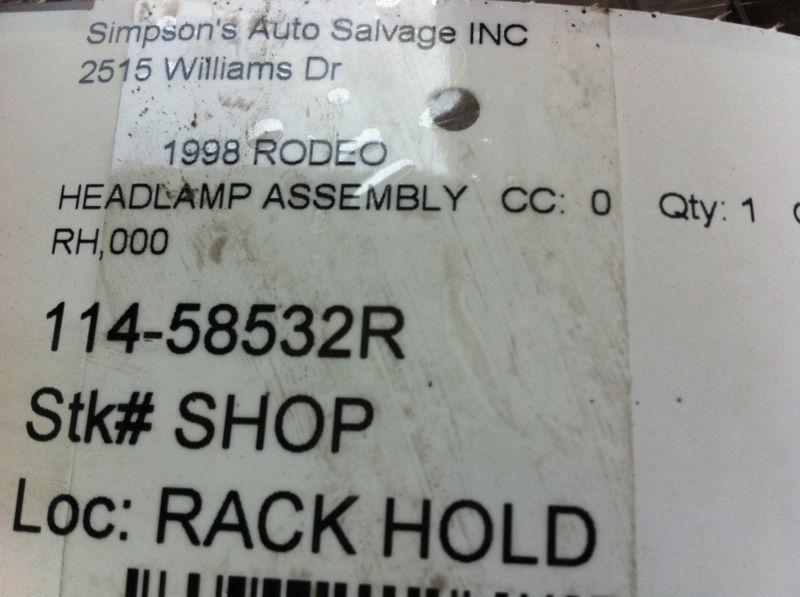 Simpson's Auto Salvage INC
2515 Williams Dr
1998 RODEO
HEADLAMP ASSEMBLY CC: 0 Qty: 1
RH,000
114-58532R
Stk# SHOP
Loc: RACK HOLD